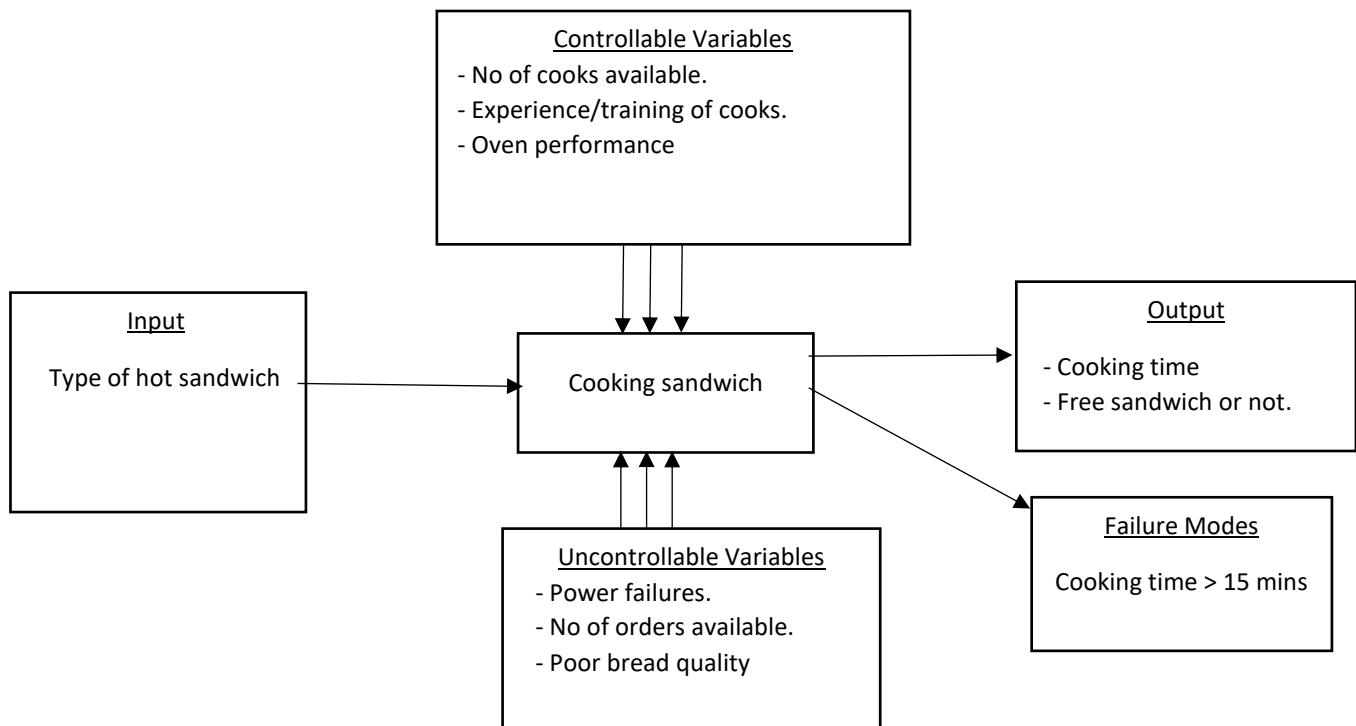 Controllable Variables
- No of cooks available.
- Experience/training of cooks.
- Oven performance
Input
Type of hot sandwich
Cooking sandwich
Output
- Cooking time
- Free sandwich or not.
Uncontrollable Variables
- Power failures.
- No of orders available.
- Poor bread quality
Failure Modes
Cooking time > 15 mins